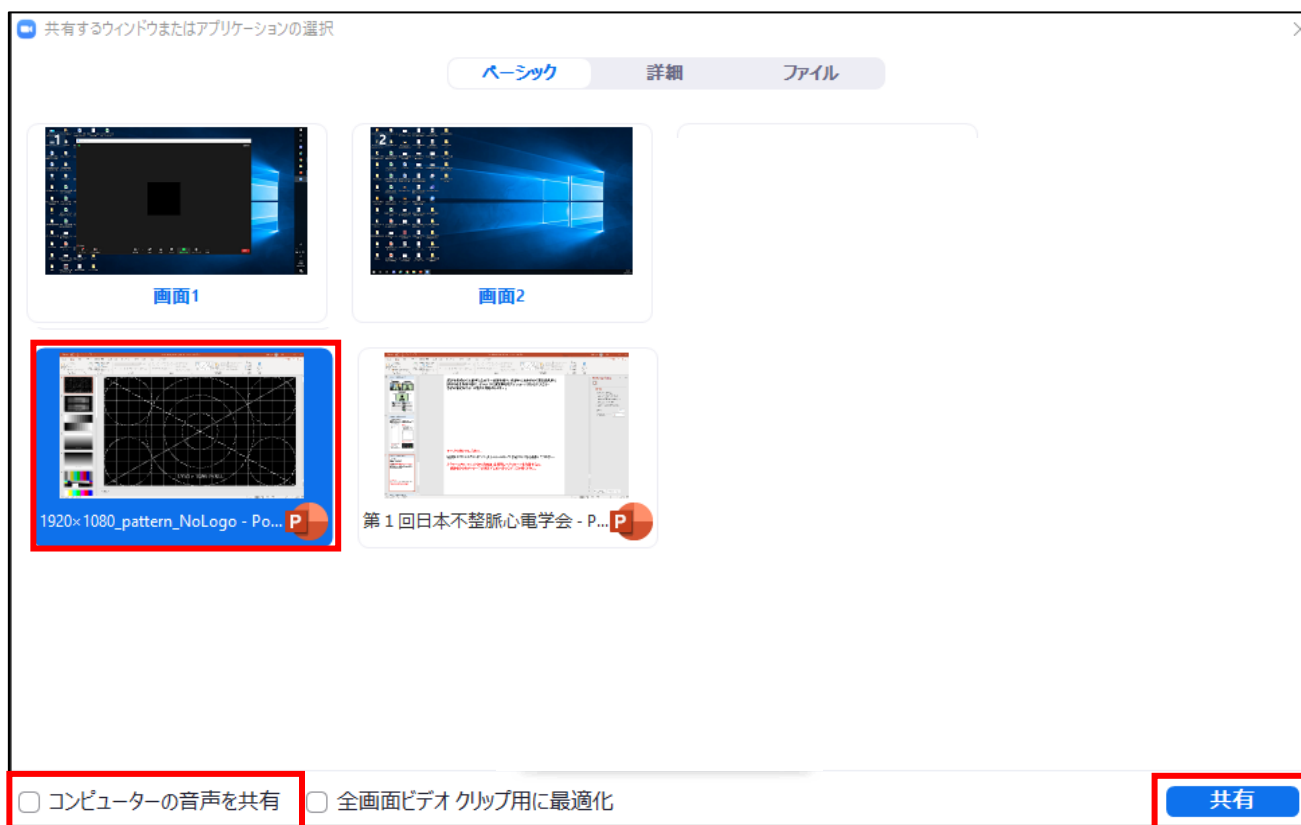 共有するウィンドウまたはアプリケーションの選択
ベーシック 詳細 ファイル
1
2
画面1
画面2
1920×1080_pattern_NoLogo - Po...
第1回日本不整脈心電学会 - P...
コンピューターの音声を共有
全画面ビデオ クリップ用に最適化
共有